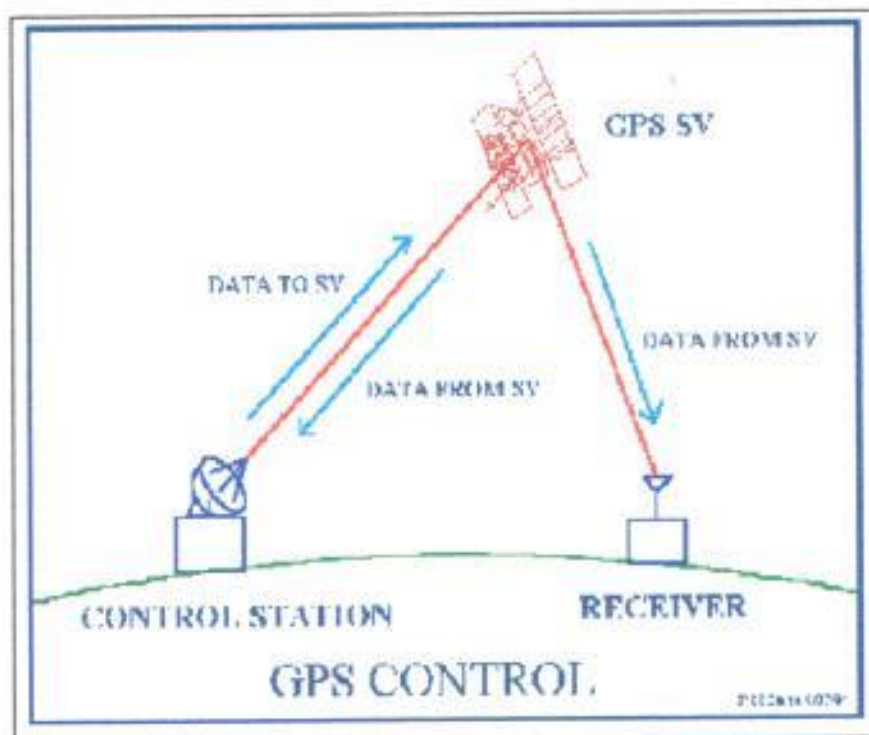 GPS SV
DATA TO SV
DATA FROM SV
DATA FROM SV
CONTROL STATION
RECEIVER
GPS CONTROL